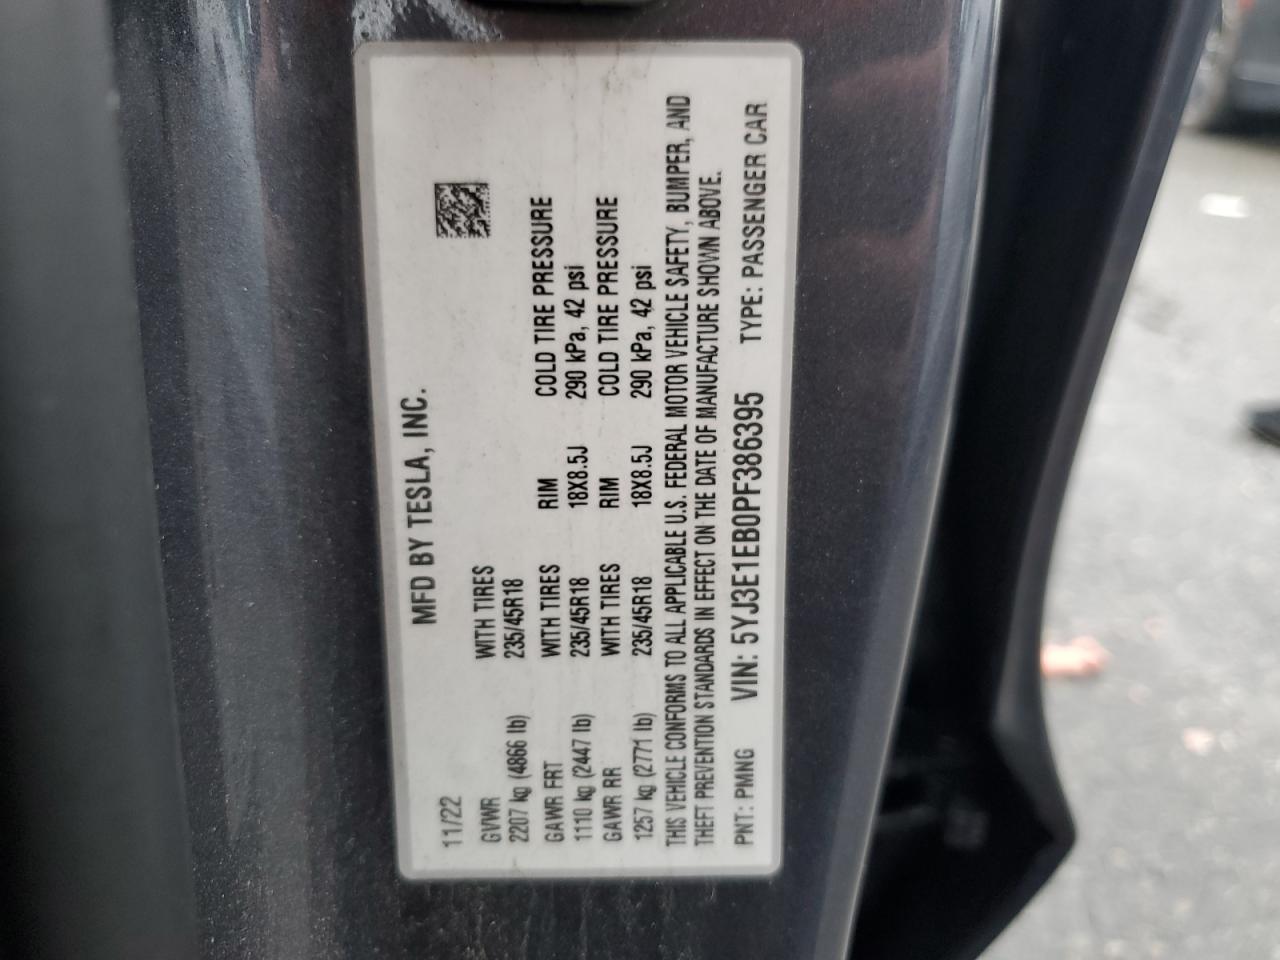 MFD BY TESLA, INC.
11/22
GVWR WITH TIRES
2207 kg (4866 lb) 235/45R18
GAWR FRT WITH TIRES RIM COLD TIRE PRESSURE
1110 kg (2447 lb) 235/45R18 18X8.5J 290 kPa, 42 psi
GAWR RR WITH TIRES RIM COLD TIRE PRESSURE
1257 kg (2771 lb) 235/45R18 18X8.5J 290 kPa, 42 psi
THIS VEHICLE CONFORMS TO ALL APPLICABLE U.S. FEDERAL MOTOR VEHICLE SAFETY, BUMPER, AND
THEFT PREVENTION STANDARDS IN EFFECT ON THE DATE OF MANUFACTURE SHOWN ABOVE.
PNT: PMNG VIN: 5YJ3E1EB0PF386395 TYPE: PASSENGER CAR